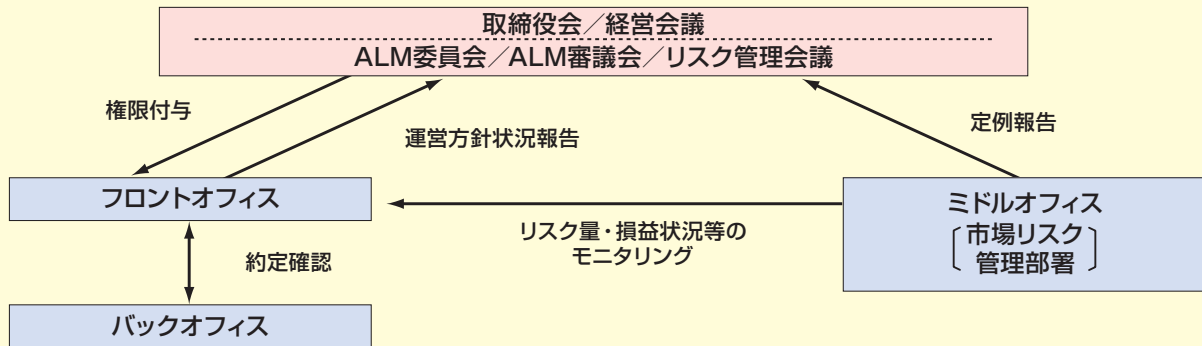 取締役会／経営会議
ALM委員会／ALM審議会／リスク管理会議
権限付与
運営方針状況報告
定例報告
フロントオフィス
ミドルオフィス
〔市場リスク
管理部署〕
リスク量・損益状況等の
モニタリング
約定確認
バックオフィス